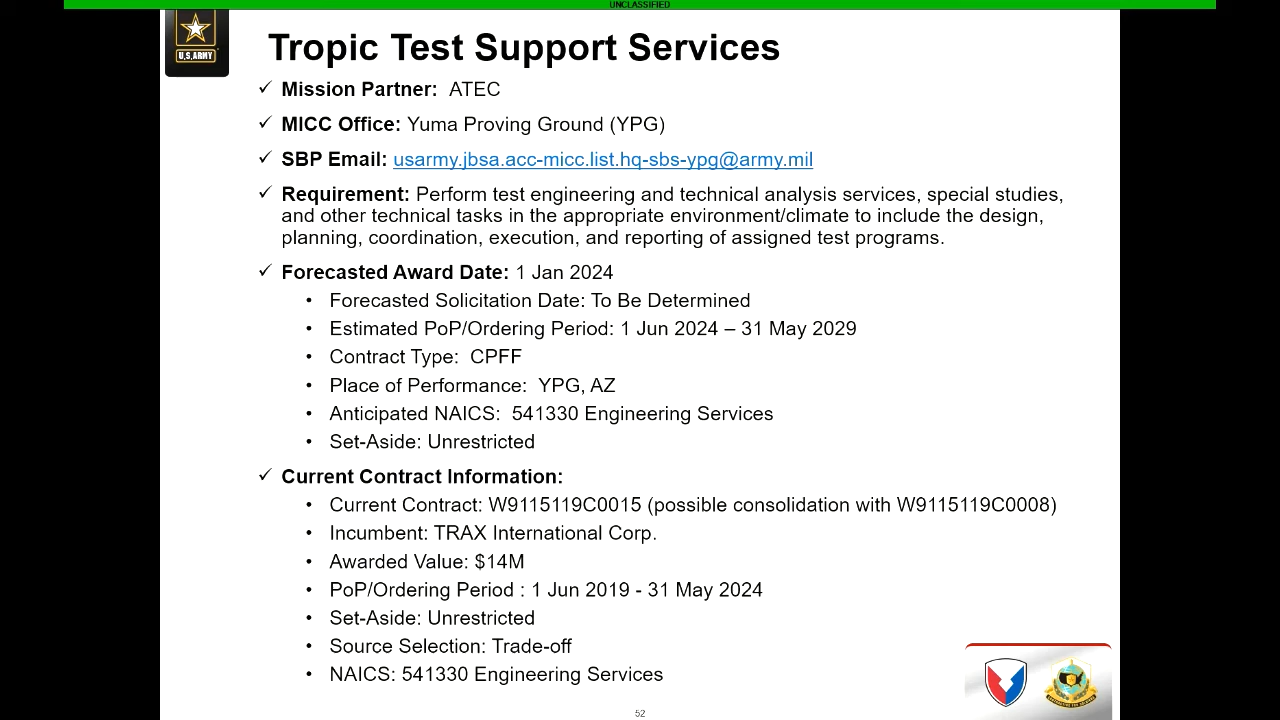 UNCLASSIFIED
U.S.ARMY
Tropic Test Support Services
✓ Mission Partner: ATEC
✓ MICC Office: Yuma Proving Ground (YPG)
✓ SBP Email: usarmy.jbsa.acc-micc.list.hq-sbs-ypg@army.mil
✓ Requirement: Perform test engineering and technical analysis services, special studies,
and other technical tasks in the appropriate environment/climate to include the design,
planning, coordination, execution, and reporting of assigned test programs.
✓ Forecasted Award Date: 1 Jan 2024
• Forecasted Solicitation Date: To Be Determined
• Estimated PoP/Ordering Period: 1 Jun 2024 – 31 May 2029
• Contract Type: CPFF
• Place of Performance: YPG, AZ
• Anticipated NAICS: 541330 Engineering Services
• Set-Aside: Unrestricted
✓ Current Contract Information:
• Current Contract: W9115119C0015 (possible consolidation with W9115119C0008)
• Incumbent: TRAX International Corp.
• Awarded Value: $14M
• PoP/Ordering Period : 1 Jun 2019 - 31 May 2024
• Set-Aside: Unrestricted
• Source Selection: Trade-off
• NAICS: 541330 Engineering Services
52